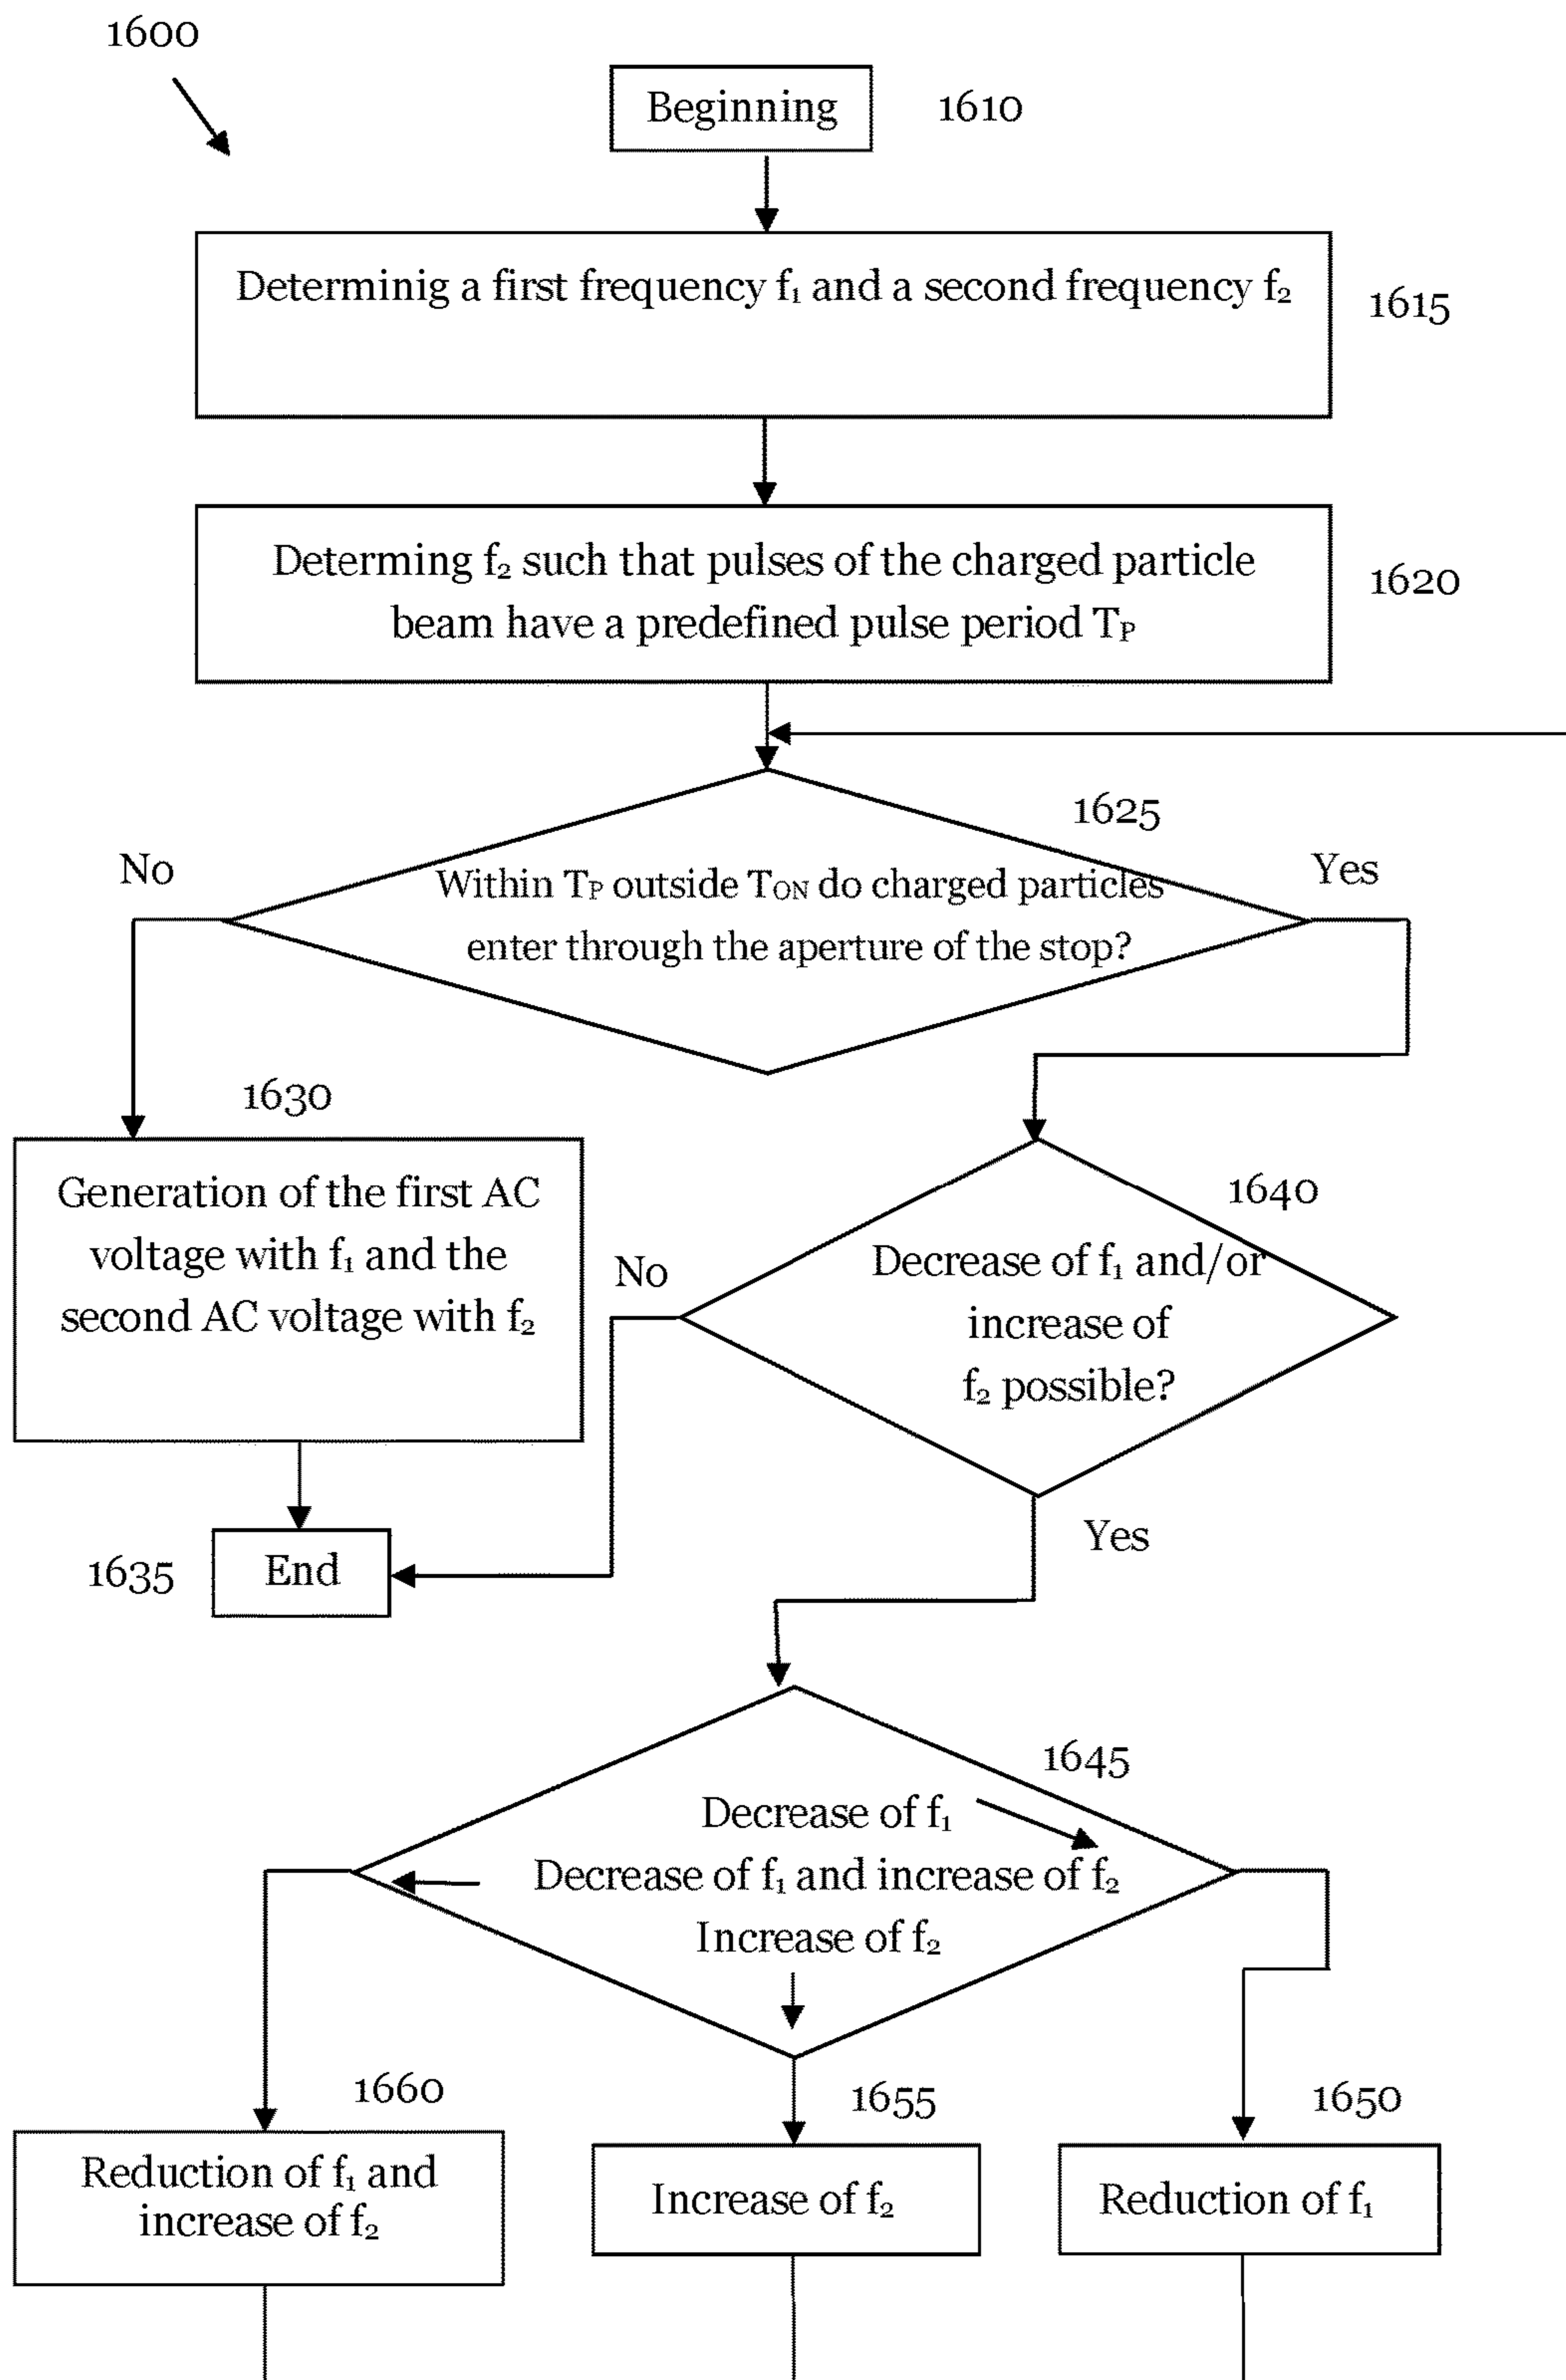 1600
Beginning
1610
Determinig a first frequency f₁ and a second frequency f₂
1615
Determing f₂ such that pulses of the charged particle
beam have a predefined pulse period TP
1620
1625
No
Yes
Within TP outside TON do charged particles
enter through the aperture of the stop?
1630
Generation of the first AC
voltage with f₁ and the
second AC voltage with f₂
1640
No
Decrease of f₁ and/or
increase of
f₂ possible?
Yes
1635
End
1645
Decrease of f₁
Decrease of f₁ and increase of f₂
Increase of f₂
1660
1655
1650
Reduction of f₁ and
increase of f₂
Increase of f₂
Reduction of f₁